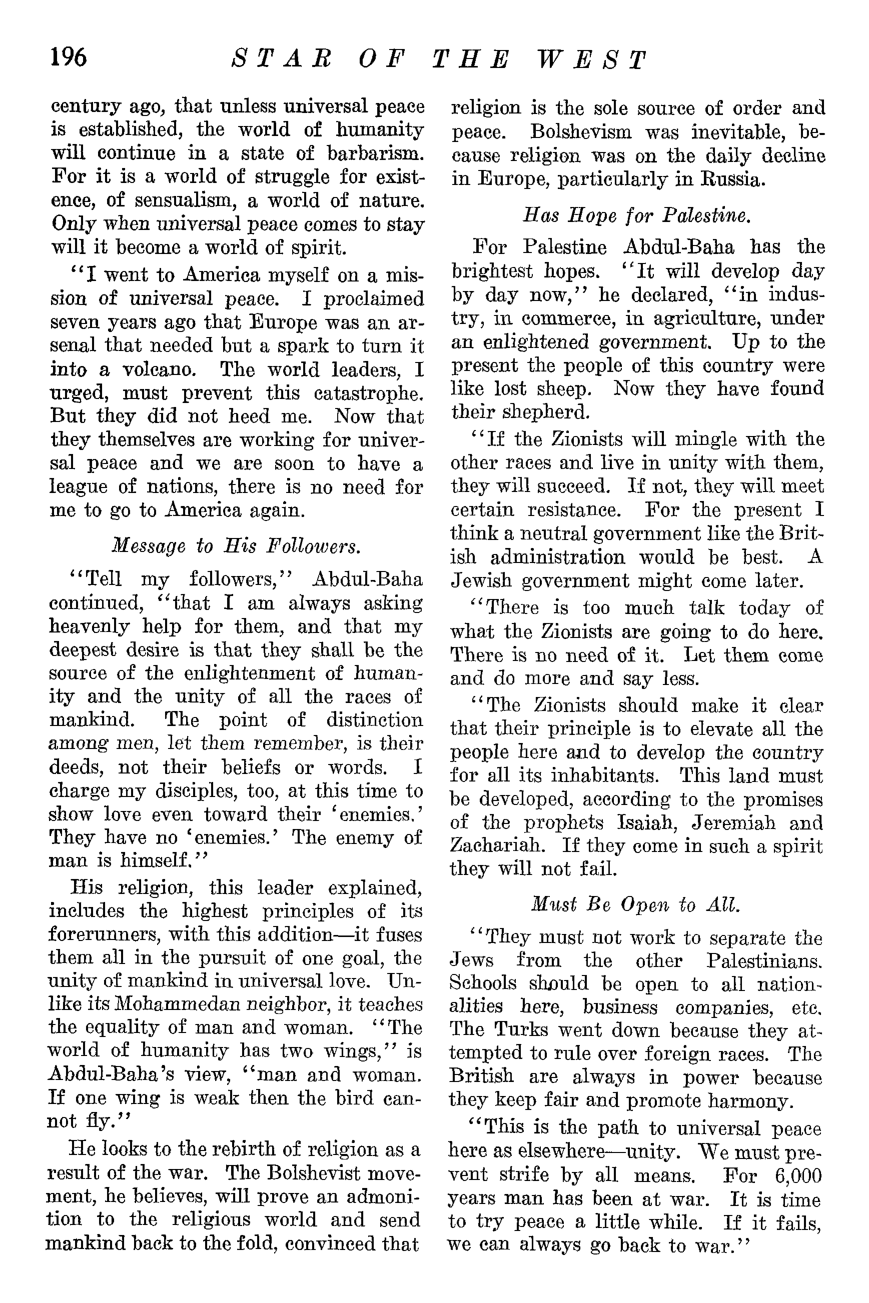 196 STAR OF THE WEST
century ago, that unless universal peace
is established, the world of humanity
will continue in a state of barbarism.
For it is a world of struggle for exist-
ence, of sensualism, a world of nature.
Only when universal peace comes to stay
will it become a world of spirit.
“I went to America myself on a mis-
sion of universal peace. I proclaimed
seven years ago that Europe was an ar-
senal that needed but a spark to turn it
into a volcano. The world leaders, I
urged, must prevent this catastrophe.
But they did not heed me. Now that
they themselves are working for univer-
sal peace and we are soon to have a
league of nations, there is no need for
me to go to America again.
Message to His Followers.
“Tell my followers,” Abdul-Baha
continued, “that I am always asking
heavenly help for them, and that my
deepest desire is that they shall be the
source of the enlightenment of human-
ity and the unity of all the races of
mankind. The point of distinction
among men, let them remember, is their
deeds, not their beliefs or words. I
charge my disciples, too, at this time to
show love even toward their ‘enemies.’
They have no ‘enemies.’ The enemy of
man is himself.”
His religion, this leader explained,
includes the highest principles of its
forerunners, with this addition—it fuses
them all in the pursuit of one goal, the
unity of mankind in universal love. Un-
like its Mohammedan neighbor, it teaches
the equality of man and woman. “The
world of humanity has two wings,” is
Abdul-Baha’s view, “man and woman.
If one wing is weak then the bird can-
not fly.”
He looks to the rebirth of religion as a
result of the war. The Bolshevist move-
ment, he believes, will prove an admoni-
tion to the religious world and send
mankind back to the fold, convinced that
religion is the sole source of order and
peace. Bolshevism was inevitable, be-
cause religion was on the daily decline
in Europe, particularly in Russia.
Has Hope for Palestine.
For Palestine Abdul-Baha has the
brightest hopes. “It will develop day
by day now,” he declared, “in indus-
try, in commerce, in agriculture, under
an enlightened government. Up to the
present the people of this country were
like lost sheep. Now they have found
their shepherd.
“If the Zionists will mingle with the
other races and live in unity with them,
they will succeed. If not, they will meet
certain resistance. For the present I
think a neutral government like the Brit-
ish administration would be best. A
Jewish government might come later.
“There is too much talk today of
what the Zionists are going to do here.
There is no need of it. Let them come
and do more and say less.
“The Zionists should make it clear
that their principle is to elevate all the
people here and to develop the country
for all its inhabitants. This land must
be developed, according to the promises
of the prophets Isaiah, Jeremiah and
Zachariah. If they come in such a spirit
they will not fail.
Must Be Open to All.
“They must not work to separate the
Jews from the other Palestinians.
Schools should be open to all nation-
alities here, business companies, etc.
The Turks went down because they at-
tempted to rule over foreign races. The
British are always in power because
they keep fair and promote harmony.
“This is the path to universal peace
here as elsewhere—unity. We must pre-
vent strife by all means. For 6,000
years man has been at war. It is time
to try peace a little while. If it fails,
we can always go back to war.”